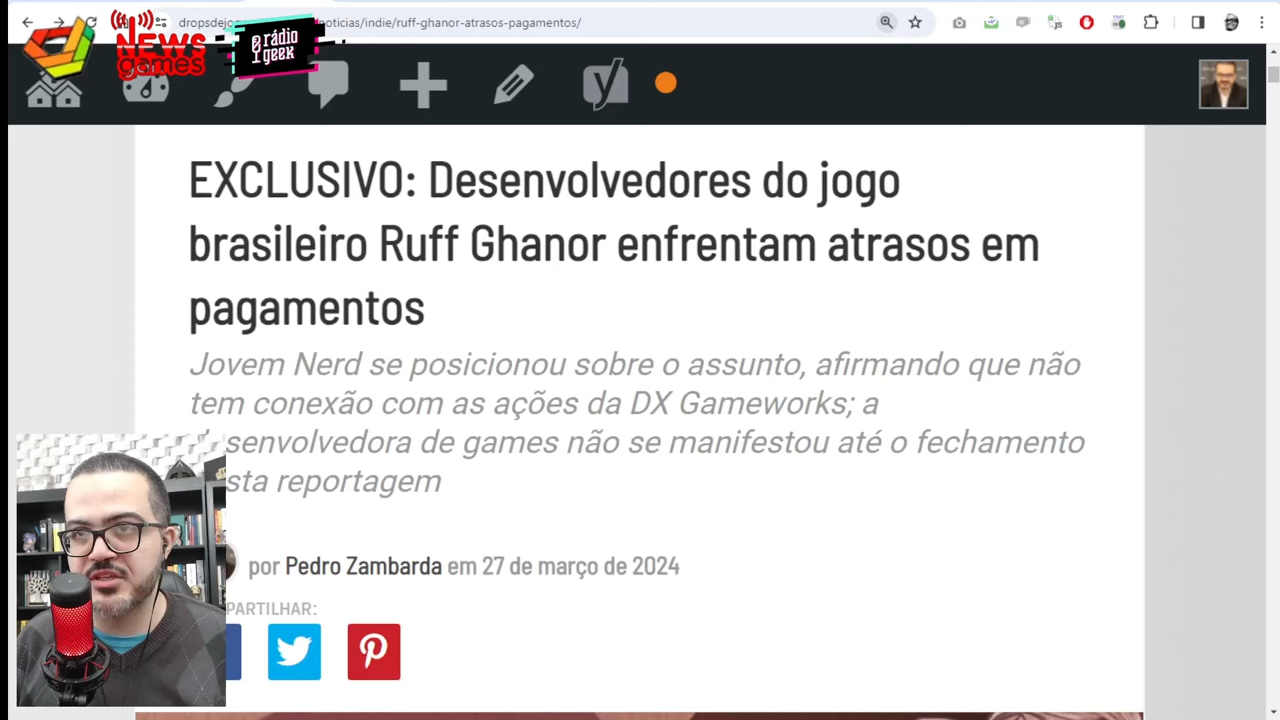 dropsdejog
oticias/indie/ruff-ghanor-atrasos-pagamentos/
NEWS
games
rádio
geek
EXCLUSIVO: Desenvolvedores do jogo
brasileiro Ruff Ghanor enfrentam atrasos em
pagamentos
Jovem Nerd se posicionou sobre o assunto, afirmando que não
tem conexão com as ações da DX Gameworks; a
esenvolvedora de games não se manifestou até o fechamento
sta reportagem
por Pedro Zambarda em 27 de março de 2024
PARTILHAR: